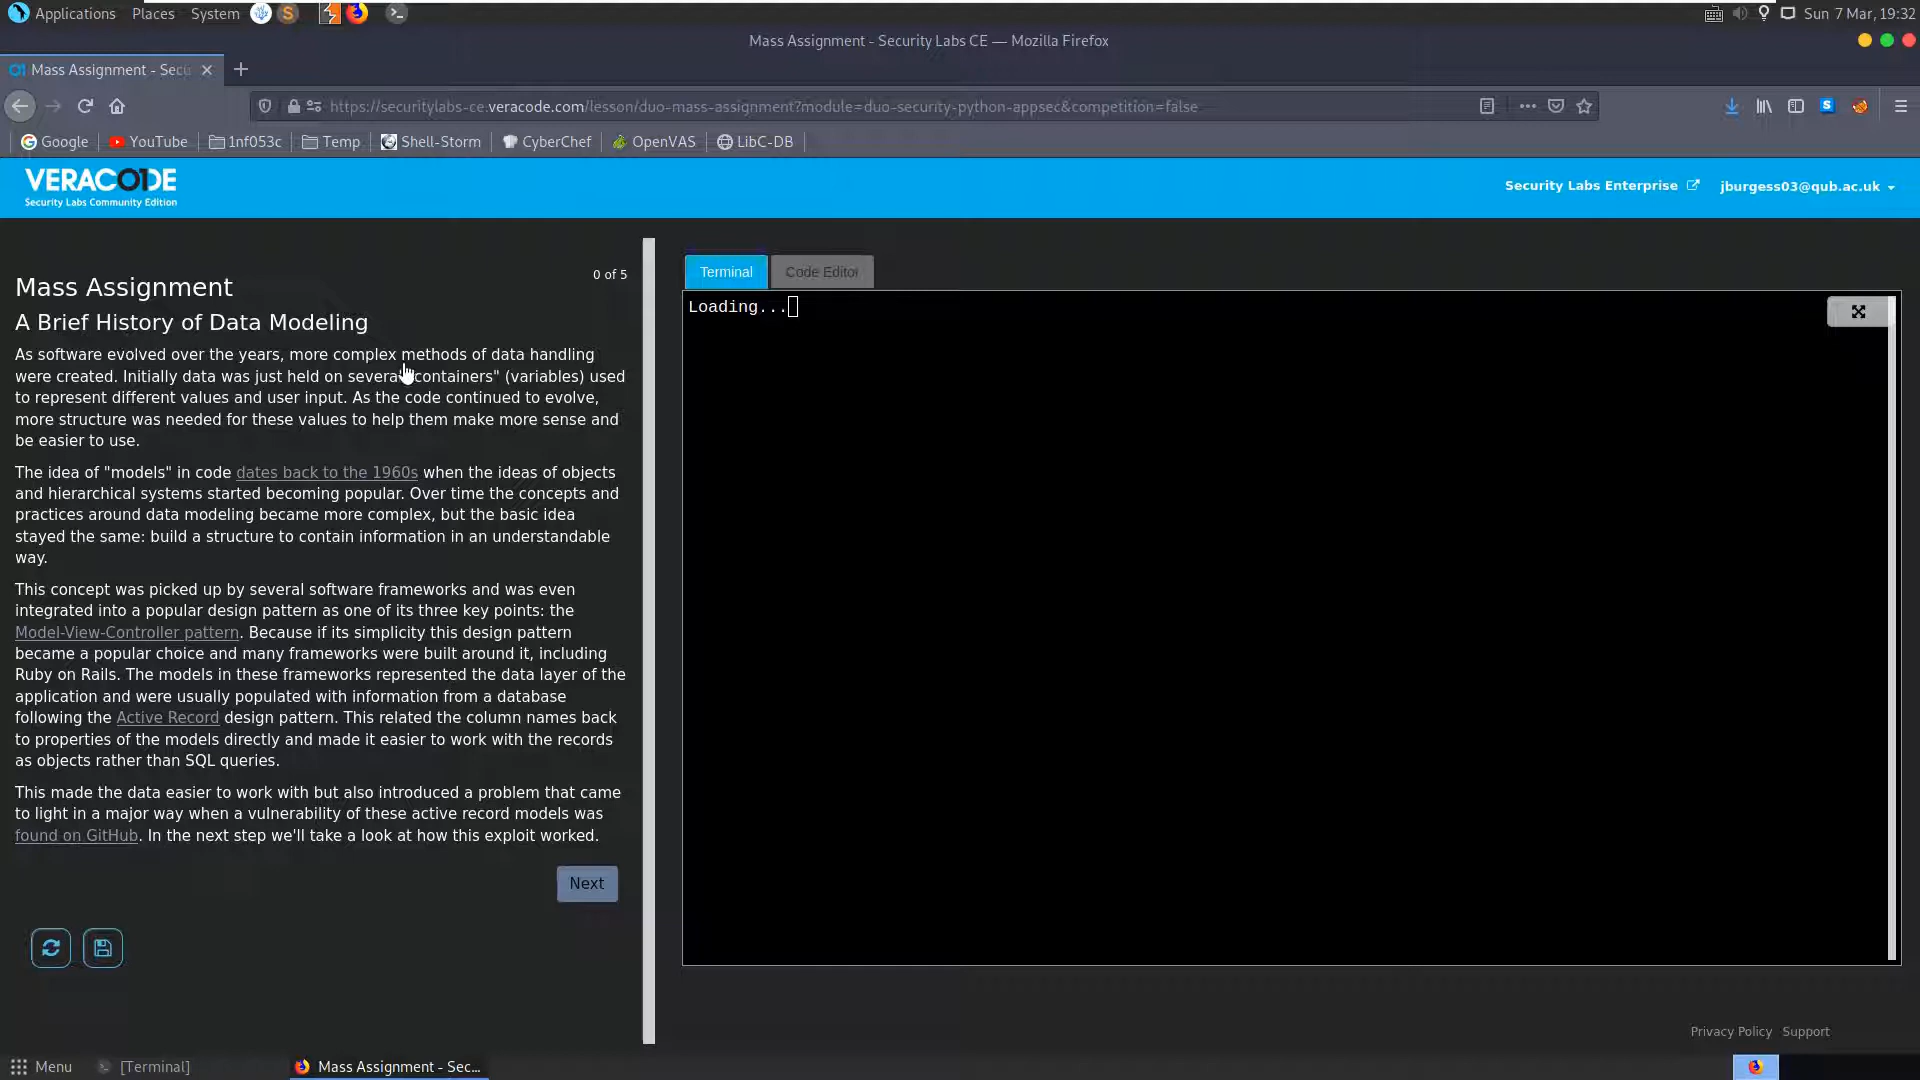 Applications Places System
Sun 7 Mar, 19:32
Mass Assignment - Security Labs CE — Mozilla Firefox
Mass Assignment - Secu
https://securitylabs-ce.veracode.com/lesson/duo-mass-assignment?module=duo-security-python-appsec&competition=false
Google YouTube 1nf053c Temp Shell-Storm CyberChef OpenVAS LibC-DB
VERACODE
Security Labs Community Edition
Security Labs Enterprise
jburgess03@qub.ac.uk
0 of 5
Mass Assignment
A Brief History of Data Modeling
As software evolved over the years, more complex methods of data handling
were created. Initially data was just held on several "containers" (variables) used
to represent different values and user input. As the code continued to evolve,
more structure was needed for these values to help them make more sense and
be easier to use.
The idea of "models" in code dates back to the 1960s when the ideas of objects
and hierarchical systems started becoming popular. Over time the concepts and
practices around data modeling became more complex, but the basic idea
stayed the same: build a structure to contain information in an understandable
way.
This concept was picked up by several software frameworks and was even
integrated into a popular design pattern as one of its three key points: the
Model-View-Controller pattern. Because if its simplicity this design pattern
became a popular choice and many frameworks were built around it, including
Ruby on Rails. The models in these frameworks represented the data layer of the
application and were usually populated with information from a database
following the Active Record design pattern. This related the column names back
to properties of the models directly and made it easier to work with the records
as objects rather than SQL queries.
This made the data easier to work with but also introduced a problem that came
to light in a major way when a vulnerability of these active record models was
found on GitHub. In the next step we'll take a look at how this exploit worked.
Next
Terminal Code Editor
Loading...
Privacy Policy Support
Menu [Terminal] Mass Assignment - Sec...